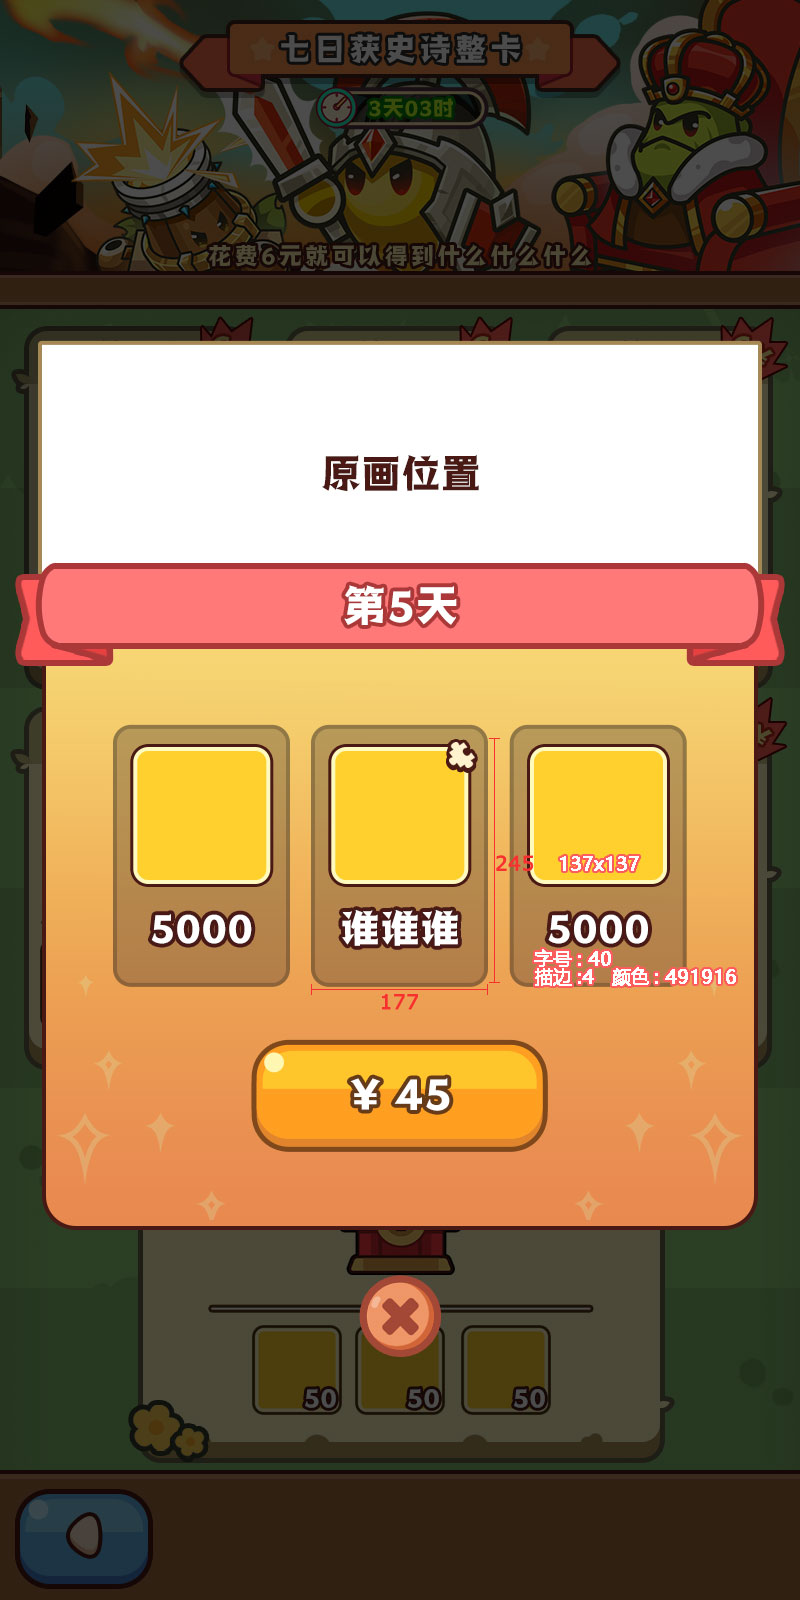 七日获史诗整卡
3天03时
花费6元就可以得到什么什么什么
原画位置
第5天
245
137x137
5000
谁谁谁
5000
字号：40
描边:4 颜色：491916
177
¥ 45
50
50
50